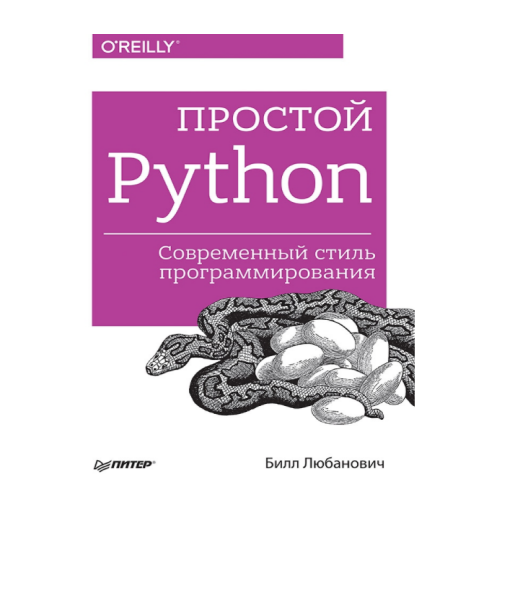 O'REILLY®
ПРОСТОЙ
Python
Современный стиль
программирования
ПИТЕР®
Билл Любанович